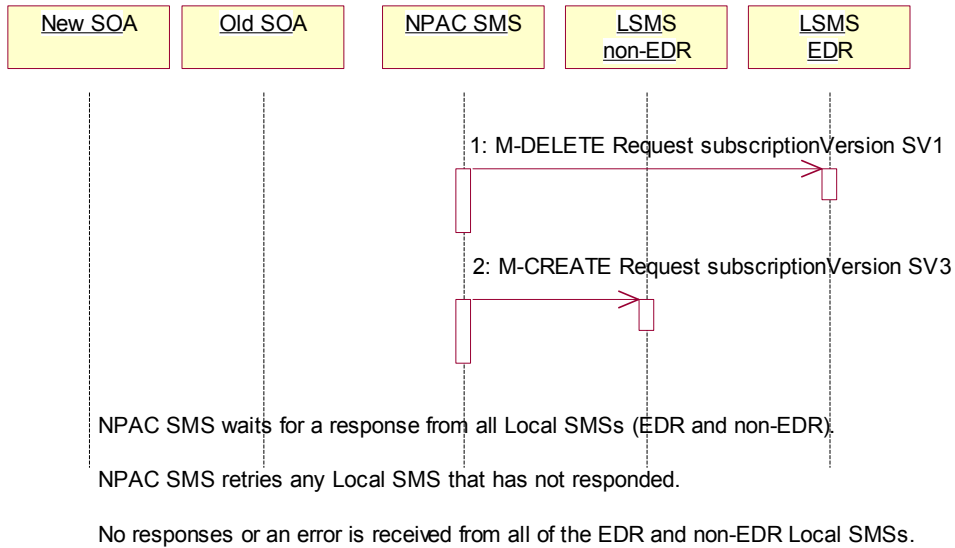 New SOA
Old SOA
NPAC SMS
LSMS
non-EDR
LSMS
EDR
1: M-DELETE Request subscriptionVersion SV1
2: M-CREATE Request subscriptionVersion SV3
NPAC SMS waits for a response from all Local SMSs (EDR and non-EDR).
NPAC SMS retries any Local SMS that has not responded.
No responses or an error is received from all of the EDR and non-EDR Local SMSs.